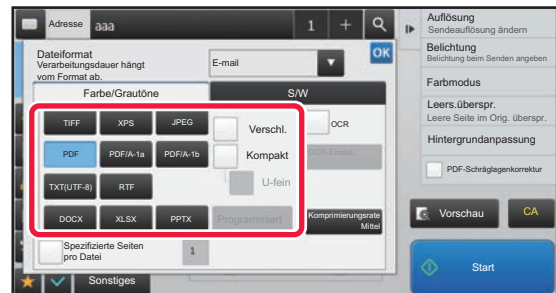 Adresse aaa 1 +
Dateiformat
Verarbeitungsdauer hängt
vom Format ab.
E-mail
OK
Farbe/Grautöne S/W
TIFF XPS JPEG Verschl. OCR
PDF PDF/A-1a PDF/A-1b Kompakt OCR-Einst.
TXT(UTF-8) RTF U-fein
DOCX XLSX PPTX Programmiert Komprimierungsrate
Mittel
Spezifizierte Seiten
pro Datei
1
Sonstiges
Auflösung
Sendeauflösung ändern
Belichtung
Belichtung beim Senden angeben
Farbmodus
Leers.überspr.
Leere Seite im Orig. überspr.
Hintergrundanpassung
PDF-Schräglagenkorrektur
Vorschau CA
Start